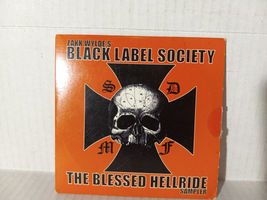 ZAKK WYLDE'S
BLACK LABEL SOCIETY
S D
M F
THE BLESSED HELLRIDE
SAMPLER